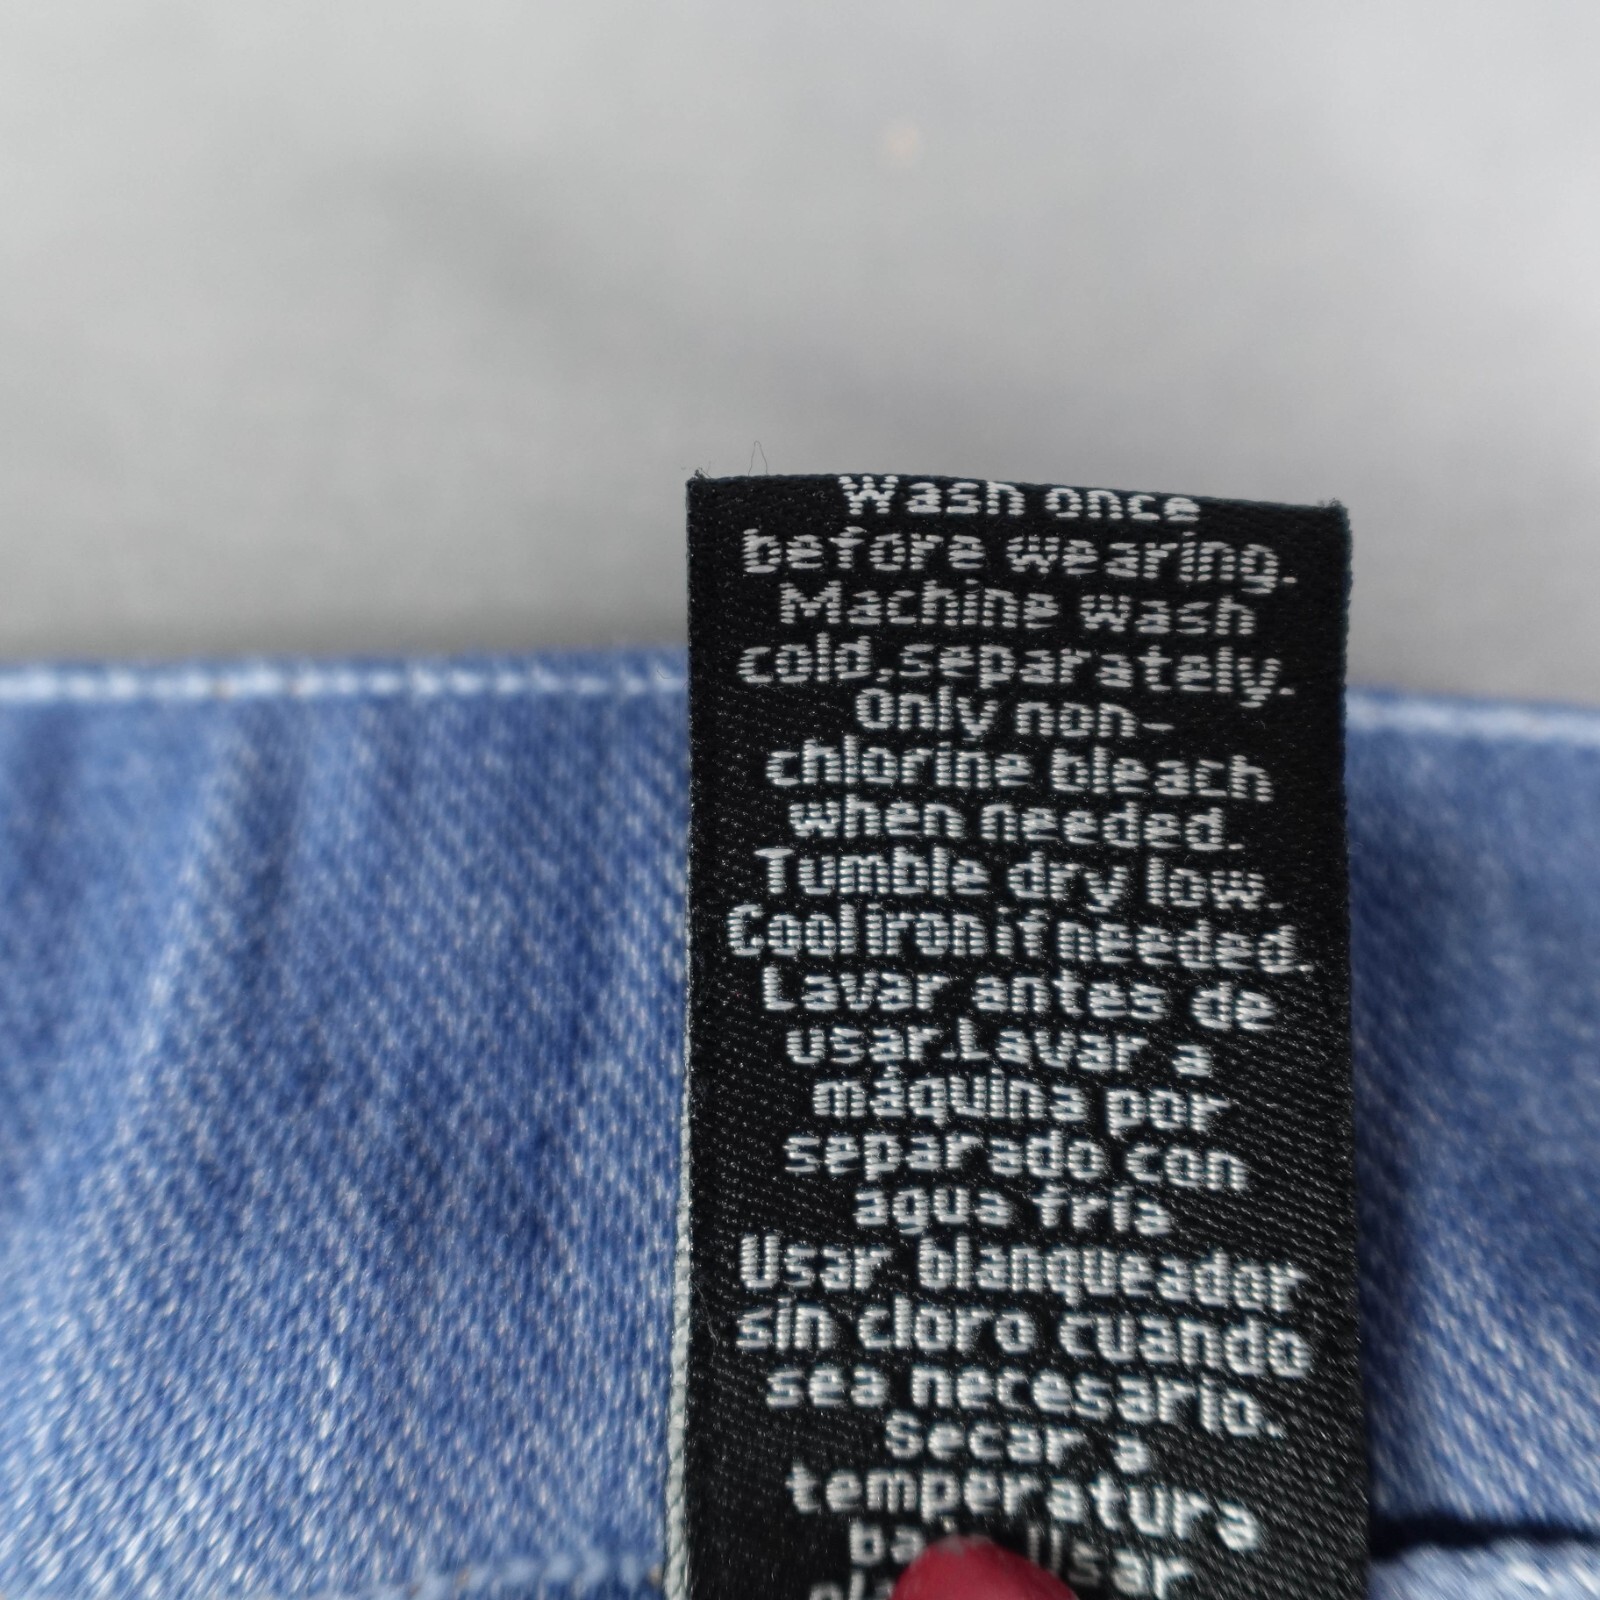 Wash once
before wearing.
Machine wash
cold,separately.
Only non-
chlorine bleach
when needed.
Tumble dry low.
Cool iron if needed.
Lavar antes de
usar.Lavar a
máquina por
separado con
agua fría
Usar blanqueador
sin cloro cuando
sea necesario.
Secar a
temperatura
Usar